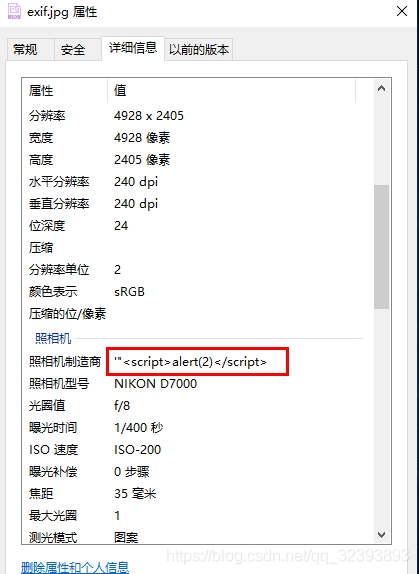 exif.jpg 属性
常规 安全 详细信息 以前的版本
属性 值
分辨率 4928 x 2405
宽度 4928 像素
高度 2405 像素
水平分辨率 240 dpi
垂直分辨率 240 dpi
位深度 24
压缩
分辨率单位 2
颜色表示 sRGB
压缩的位/像素
照相机
照相机制造商 '"<script>alert(2)</script>
照相机型号 NIKON D7000
光圈值 f/8
曝光时间 1/400 秒
ISO 速度 ISO-200
曝光补偿 0 步骤
焦距 35 毫米
最大光圈 1
测光模式 图案
删除属性和个人信息
https://blog.csdn.net/qq_32393893